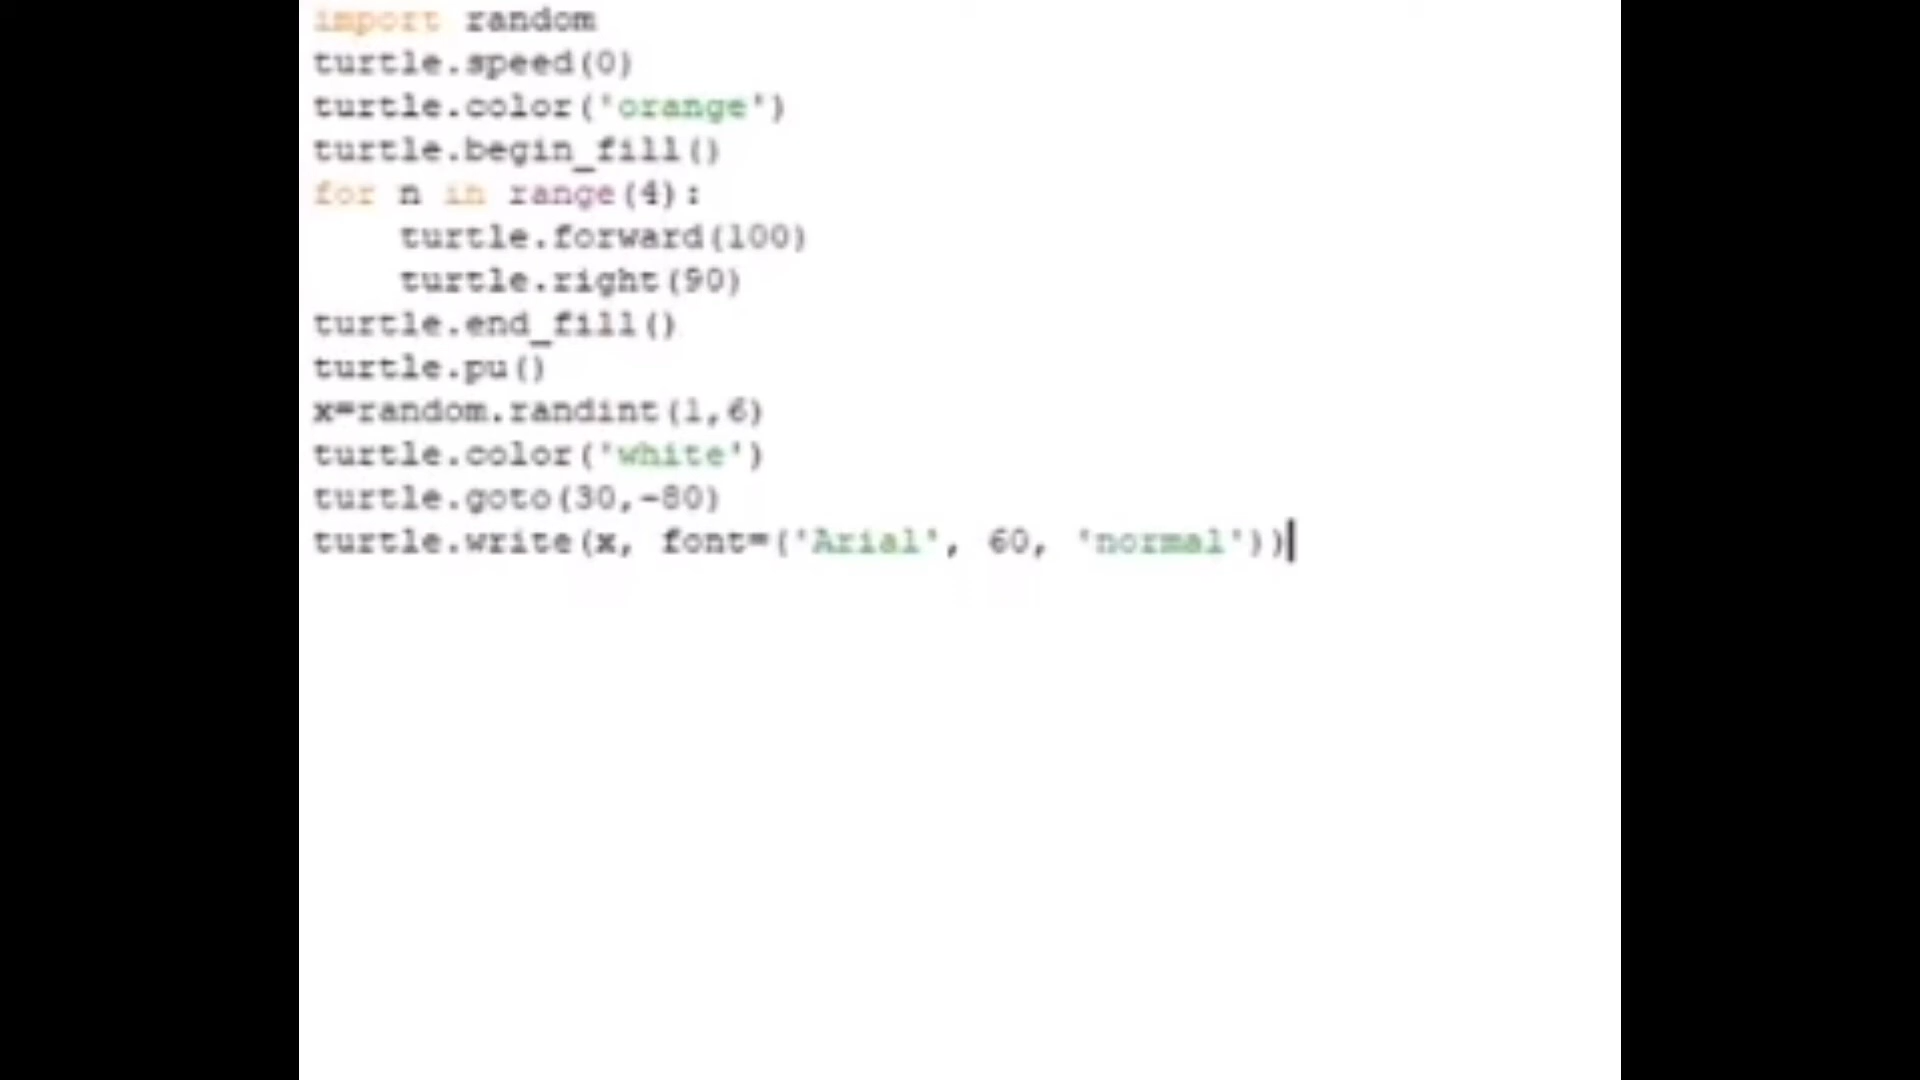 import random
turtle.speed(0)
turtle.color('orange')
turtle.begin_fill()
for n in range(4):
    turtle.forward(100)
    turtle.right(90)
turtle.end_fill()
turtle.pu()
x=random.randint(1,6)
turtle.color('white')
turtle.goto(30,-80)
turtle.write(x, font=('Arial', 60, 'normal'))